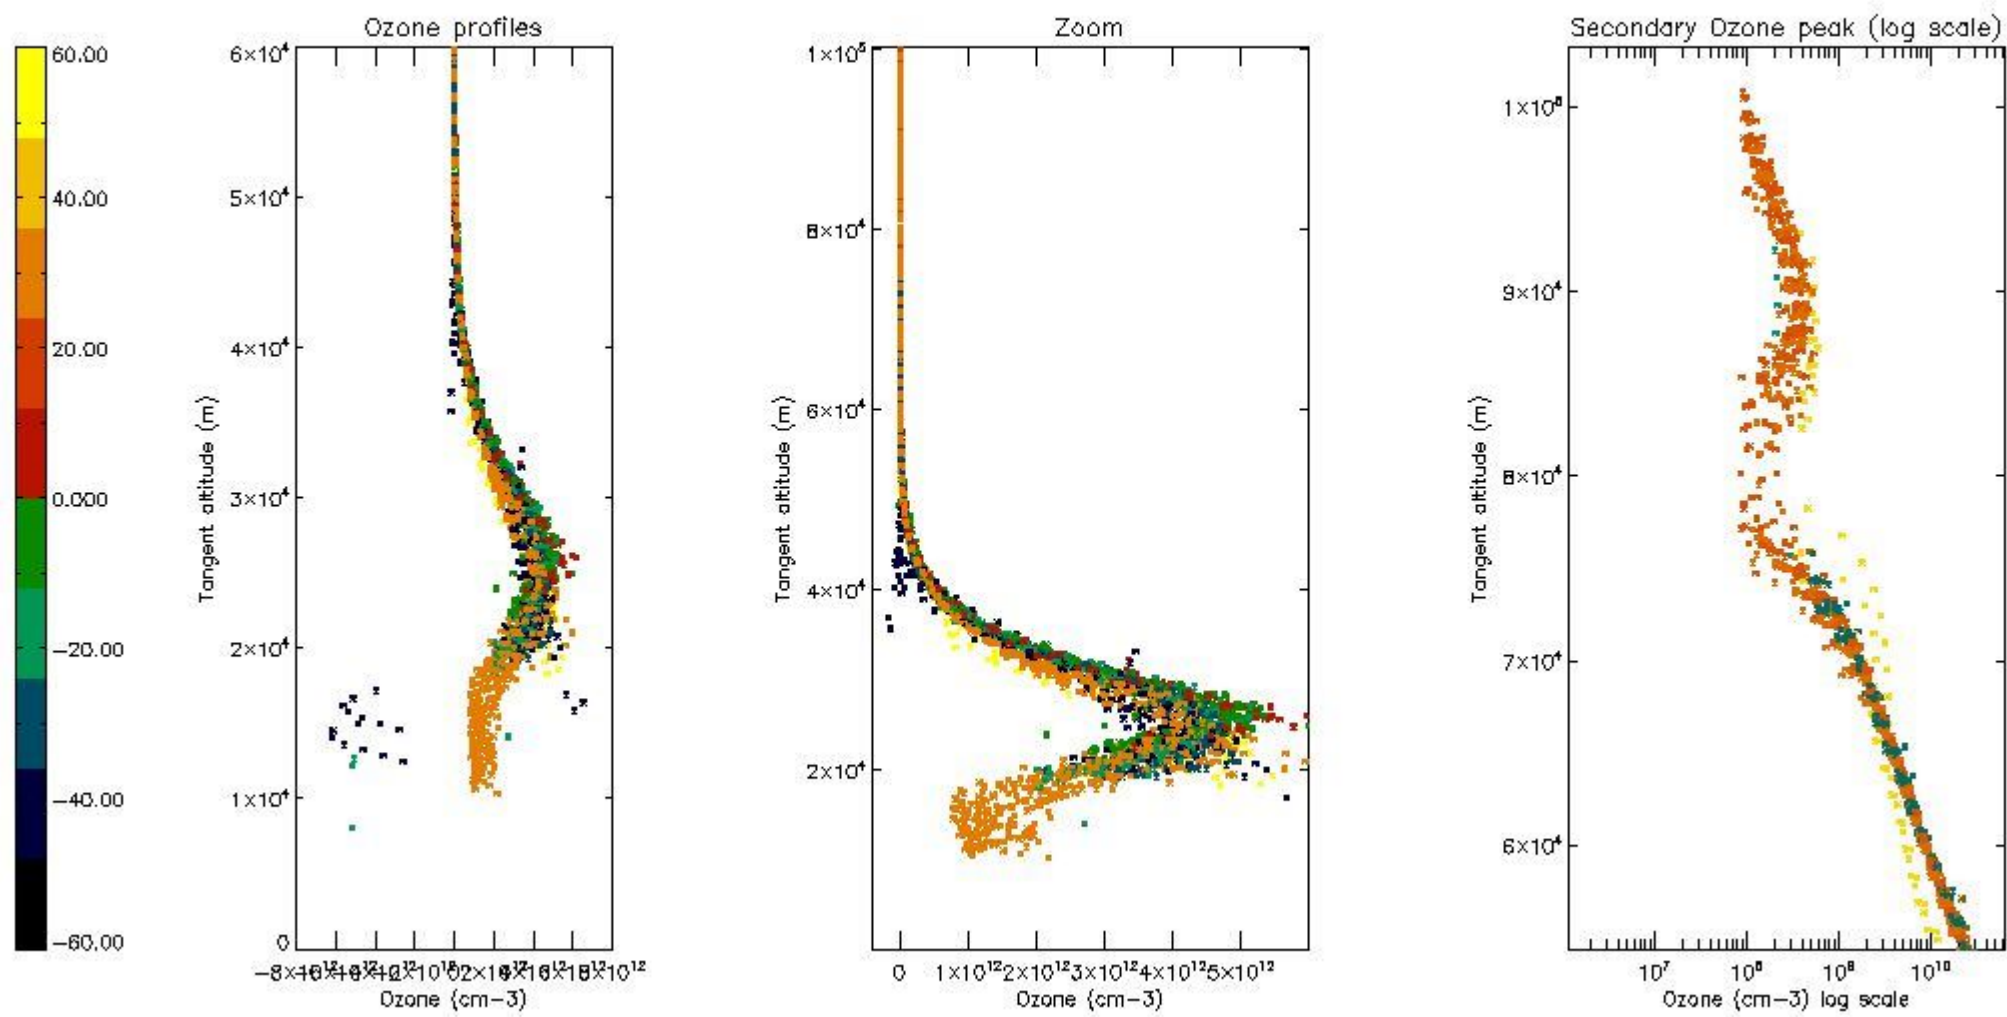 Ozone profiles
Zoom
Secondary Ozone peak (log scale)
60.00
40.00
20.00
0.000
−20.00
−40.00
−60.00
6×10⁴
5×10⁴
4×10⁴
3×10⁴
2×10⁴
1×10⁴
0
Tangent altitude (m)
Ozone (cm−3)
1×10⁵
8×10⁴
6×10⁴
4×10⁴
2×10⁴
Tangent altitude (m)
0 1×10¹² 2×10¹² 3×10¹² 4×10¹² 5×10¹²
Ozone (cm−3)
9×10⁴
8×10⁴
7×10⁴
6×10⁴
Tangent altitude (m)
10⁷ 10⁸ 10⁹ 10¹⁰
Ozone (cm−3) log scale